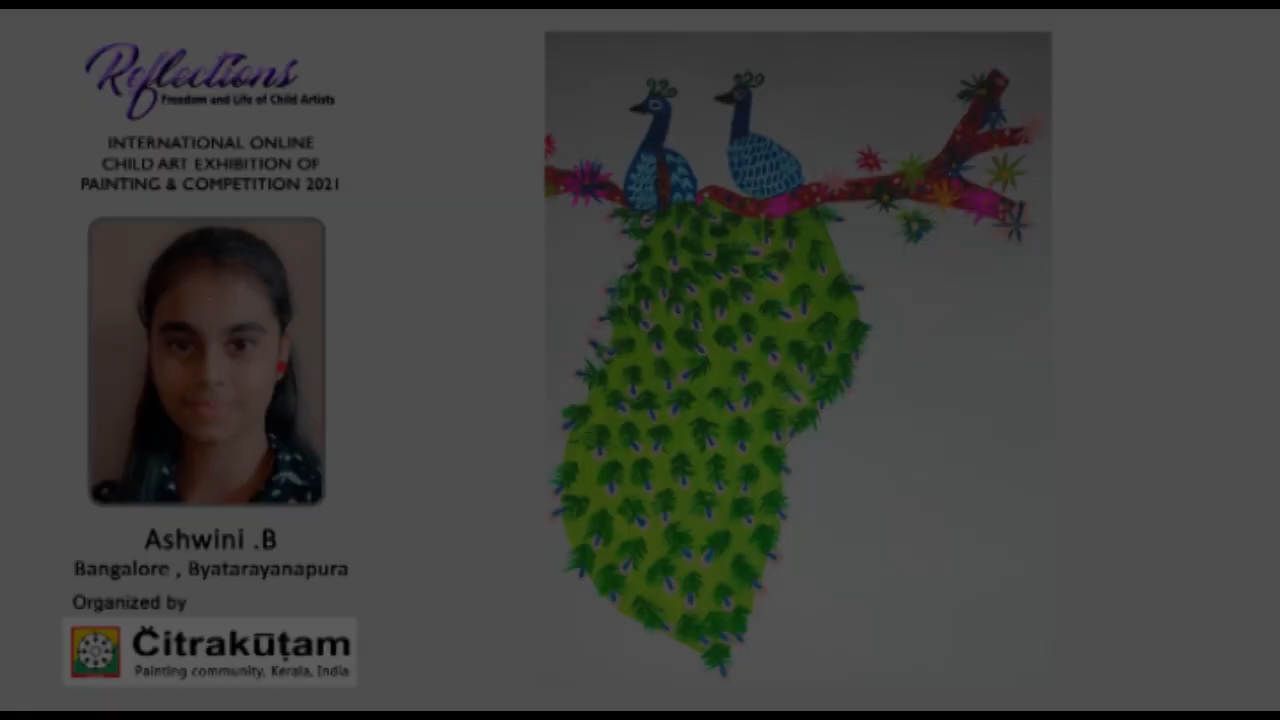 Reflections
Freedom and Life of Child Artists
INTERNATIONAL ONLINE
CHILD ART EXHIBITION OF
PAINTING & COMPETITION 2021
Ashwini .B
Bangalore , Byatarayanapura
Organized by
Čitrakūṭam
Painting community, Kerala, India